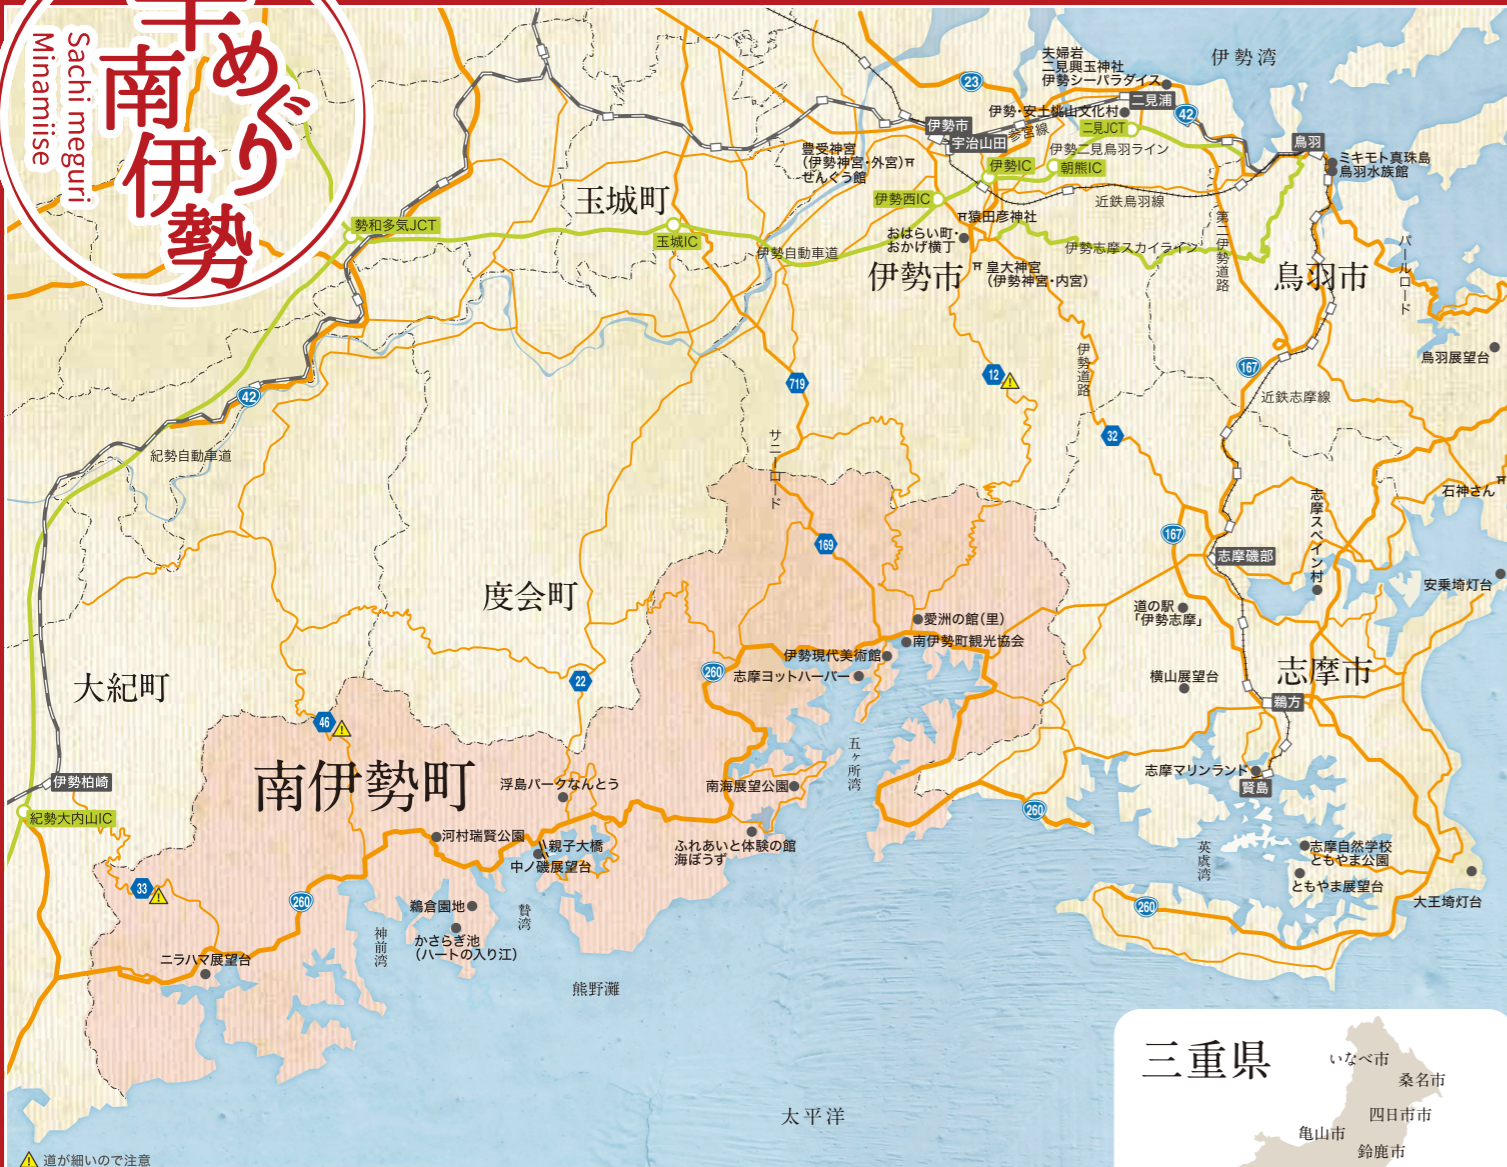 幸めぐり
南伊勢
Sachi meguri
Minamiise
伊勢湾
夫婦岩
二見興玉神社
伊勢シーパラダイス
23
伊勢・安土桃山文化村
二見浦
42
二見JCT
伊勢市
宇治山田
参宮線
鳥羽
豊受神宮
(伊勢神宮・外宮)
せんぐう館
伊勢二見鳥羽ライン
ミキモト真珠島
鳥羽水族館
伊勢IC
朝熊IC
玉城町
伊勢西IC
近鉄鳥羽線
勢和多気JCT
玉城IC
猿田彦神社
おはらい町・
おかげ横丁
伊勢自動車道
伊勢志摩スカイライン
第二伊勢道路
パールロード
伊勢市
皇大神宮
(伊勢神宮・内宮)
鳥羽市
鳥羽展望台
伊勢道路
167
12
719
42
近鉄志摩線
サニーロード
32
紀勢自動車道
石神さん
志摩スペイン村
169
167
志摩磯部
安乗埼灯台
度会町
道の駅
「伊勢志摩」
愛洲の館(里)
南伊勢町観光協会
伊勢現代美術館
志摩ヨットハーバー
260
22
横山展望台
志摩市
大紀町
鵜方
46
五ヶ所湾
南伊勢町
伊勢柏崎
浮島パークなんとう
南海展望公園
志摩マリンランド
賢島
紀勢大内山IC
260
河村瑞賢公園
親子大橋
中ノ磯展望台
ふれあいと体験の館
海ぼうず
英虞湾
志摩自然学校
ともやま公園
ともやま展望台
大王埼灯台
33
260
鵜倉園地
贄湾
260
神前湾
かさらぎ池
(ハートの入り江)
ニラハマ展望台
熊野灘
太平洋
三重県
いなべ市
桑名市
四日市市
亀山市
鈴鹿市
道が細いので注意